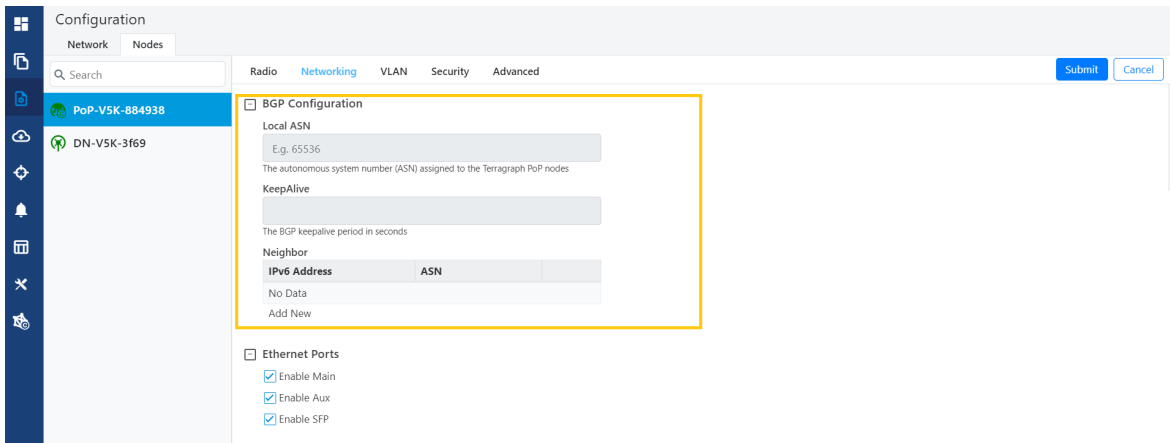 Configuration
Network Nodes
Search
Radio Networking VLAN Security Advanced Submit Cancel
PoP-V5K-884938
DN-V5K-3f69
BGP Configuration
Local ASN
E.g. 65536
The autonomous system number (ASN) assigned to the Terragraph PoP nodes
KeepAlive
The BGP keepalive period in seconds
Neighbor
IPv6 Address ASN
No Data
Add New
Ethernet Ports
Enable Main
Enable Aux
Enable SFP